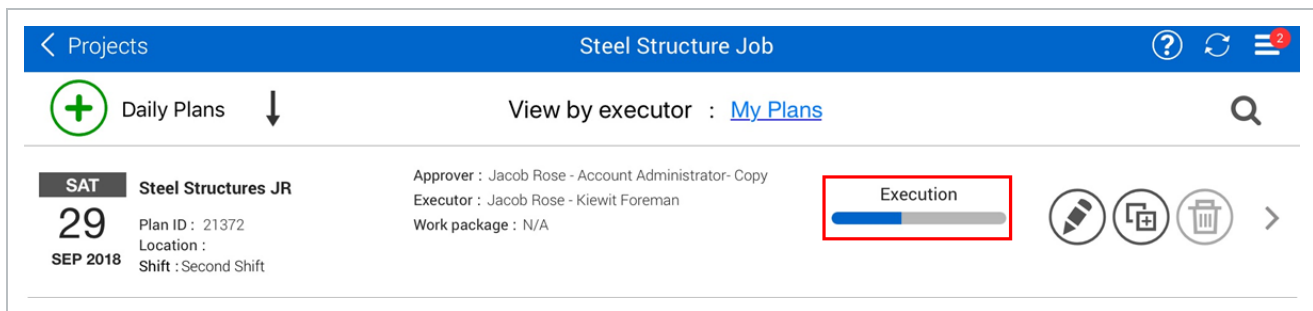 Projects
Steel Structure Job
? 2
Daily Plans
View by executor : My Plans
SAT
29
SEP 2018
Steel Structures JR
Plan ID : 21372
Location :
Shift : Second Shift
Approver : Jacob Rose - Account Administrator- Copy
Executor : Jacob Rose - Kiewit Foreman
Work package : N/A
Execution